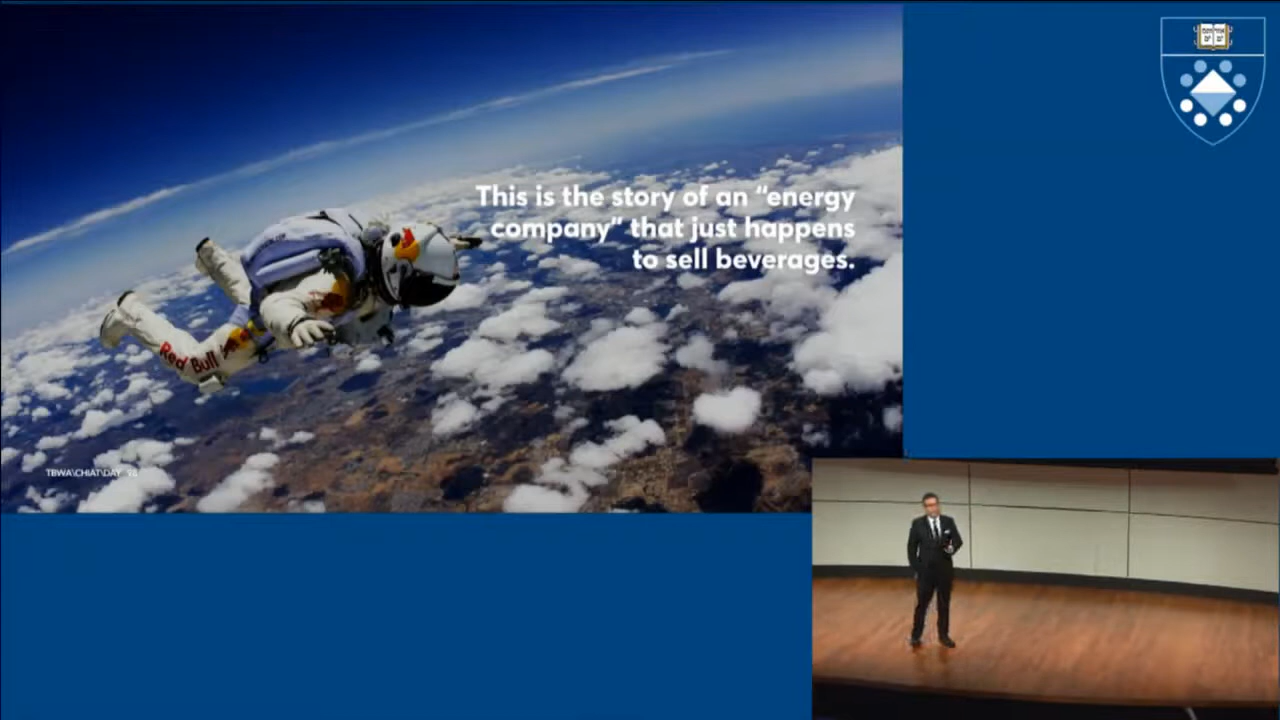 This is the story of an “energy
company” that just happens
to sell beverages.
Red Bull
TBWA\CHIAT\DAY